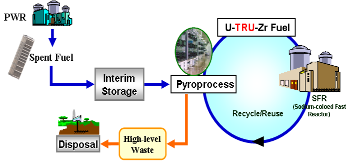 PWR
U-TRU-Zr Fuel
Spent Fuel
Interim
Storage
Pyroprocess
SFR
(Sodium-cooled Fast
Reactor)
Recycle/Reuse
Disposal
High-level
Waste